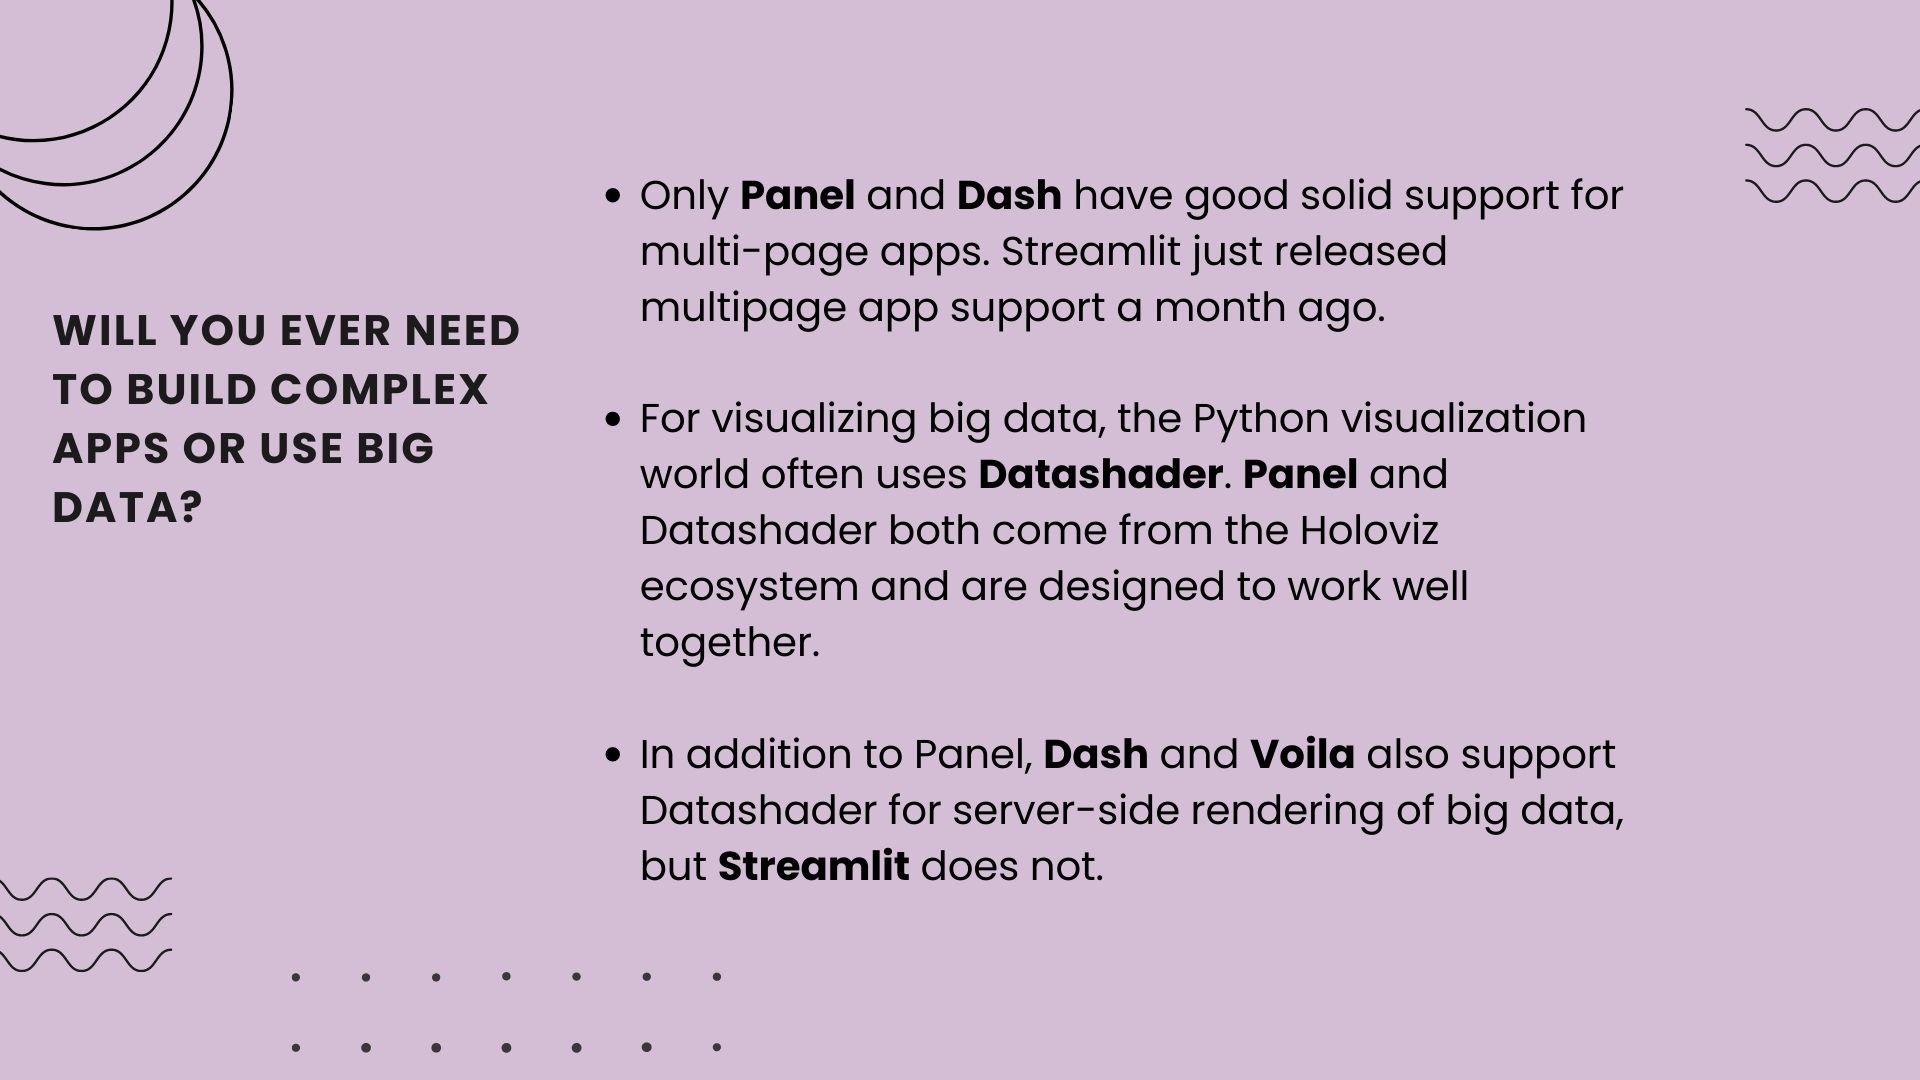 WILL YOU EVER NEED
TO BUILD COMPLEX
APPS OR USE BIG
DATA?
• Only Panel and Dash have good solid support for
multi-page apps. Streamlit just released
multipage app support a month ago.
• For visualizing big data, the Python visualization
world often uses Datashader. Panel and
Datashader both come from the Holoviz
ecosystem and are designed to work well
together.
• In addition to Panel, Dash and Voila also support
Datashader for server-side rendering of big data,
but Streamlit does not.